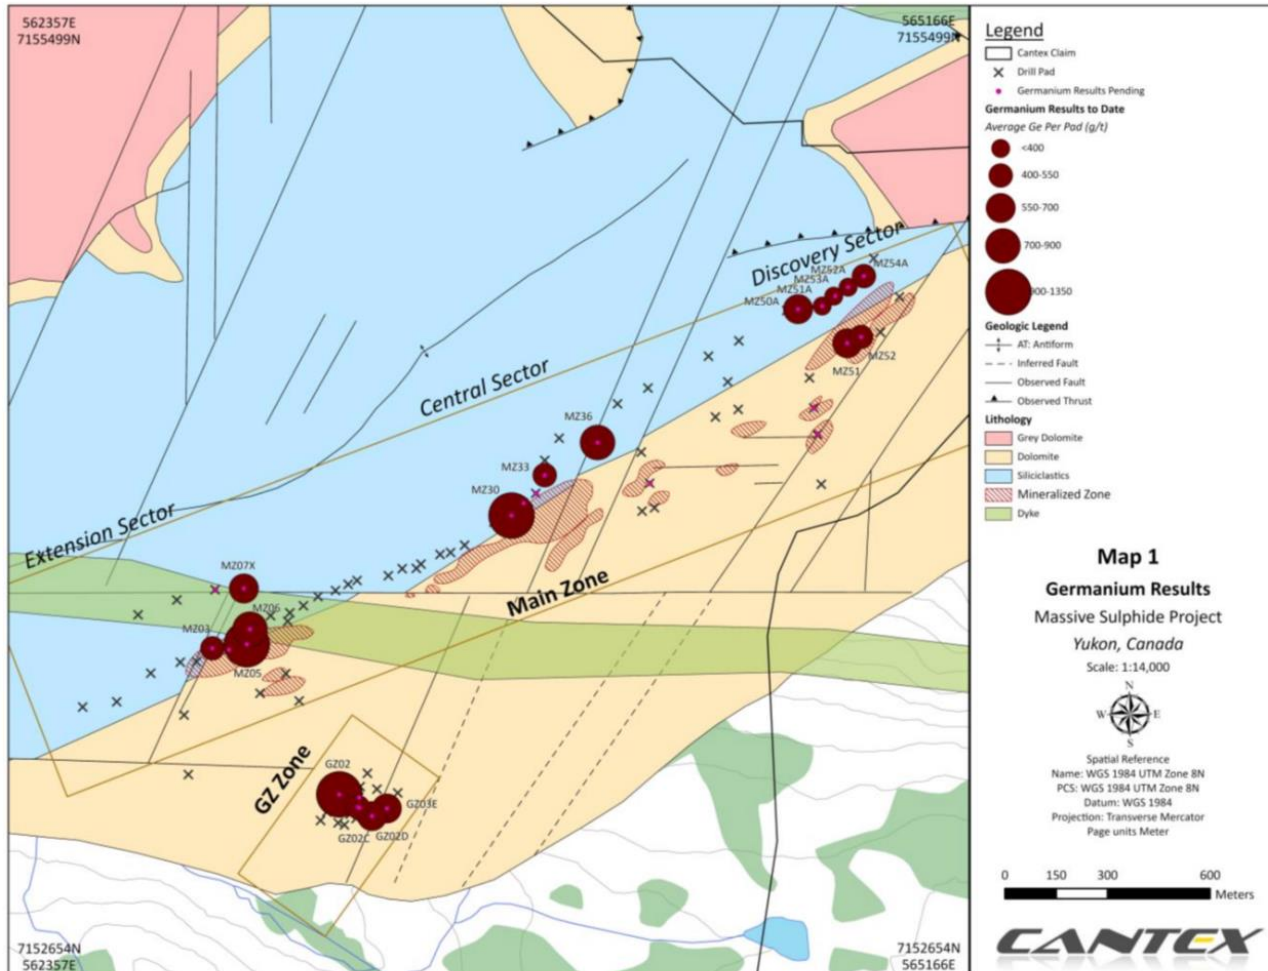 562357E
7155499N
565166E
7155499N
Discovery Sector
MZ54A
MZ52A
MZ53A
MZ51A
MZ50A
MZ52
MZ51
Central Sector
MZ36
MZ33
MZ30
Extension Sector
MZ07X
MZ06
MZ03
MZ05
Main Zone
GZ Zone
GZ02
GZ03E
GZ02C
GZ02D
7152654N
562357E
7152654N
565166E
Legend
Cantex Claim
Drill Pad
Germanium Results Pending
Germanium Results to Date
Average Ge Per Pad (g/t)
<400
400-550
550-700
700-900
900-1350
Geologic Legend
AT: Antiform
Inferred Fault
Observed Fault
Observed Thrust
Lithology
Grey Dolomite
Dolomite
Siliciclastics
Mineralized Zone
Dyke
Map 1
Germanium Results
Massive Sulphide Project
Yukon, Canada
Scale: 1:14,000
N
W E
S
Spatial Reference
Name: WGS 1984 UTM Zone 8N
PCS: WGS 1984 UTM Zone 8N
Datum: WGS 1984
Projection: Transverse Mercator
Page units Meter
0 150 300 600
Meters
CANTEX